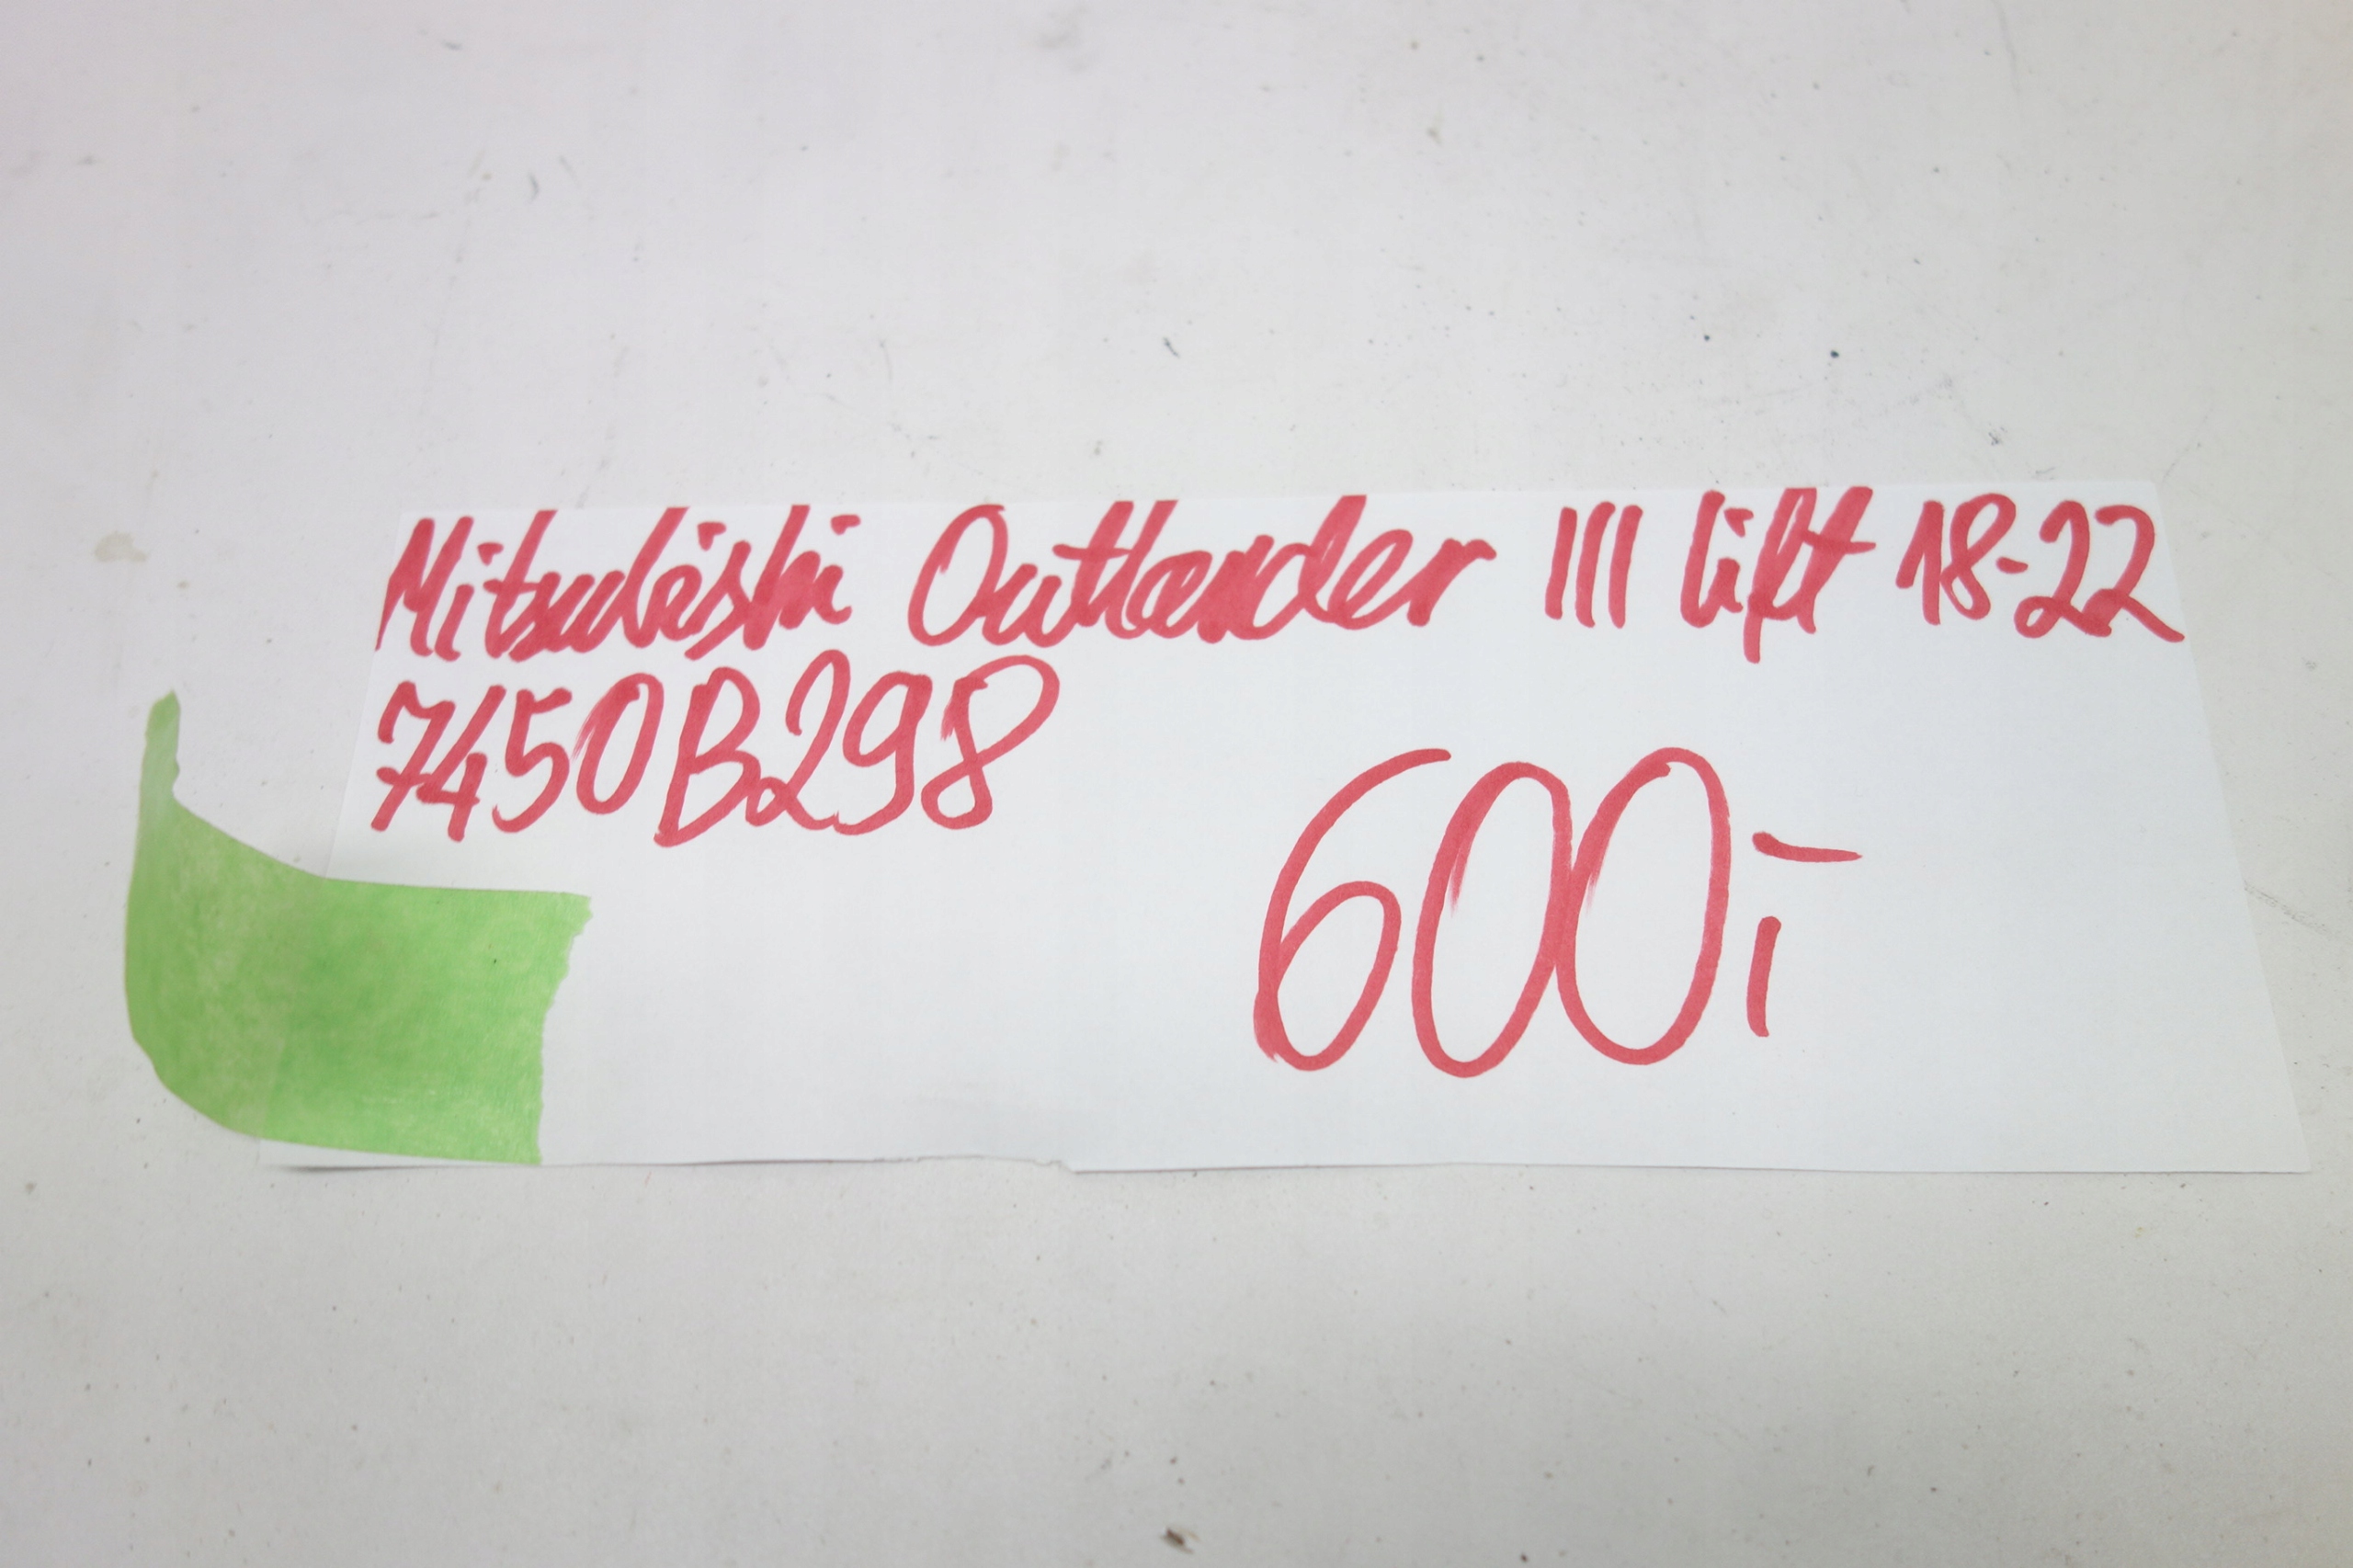 Mitsubishi Outlander III lift 18-22
7450B298
600,-